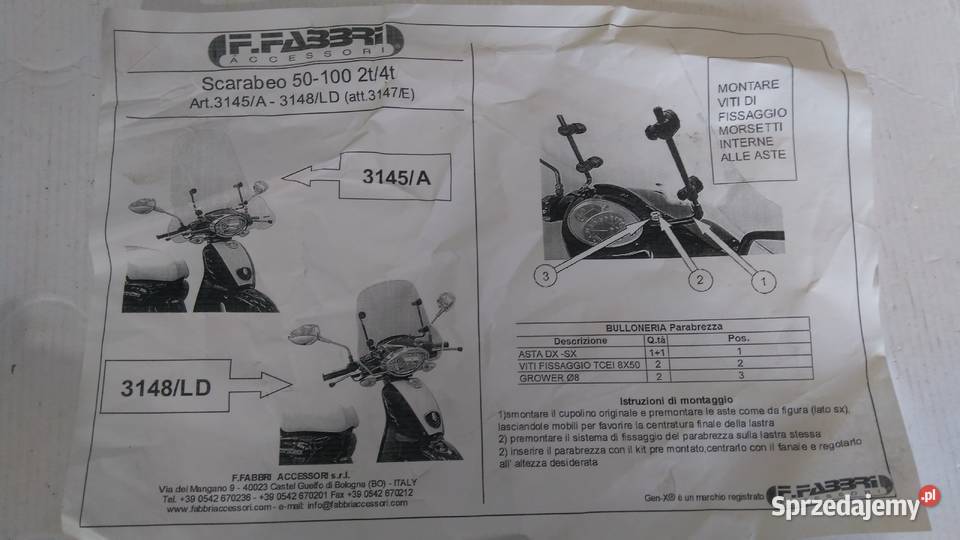 F.FABBRI
ACCESSORI
Scarabeo 50-100 2t/4t
Art.3145/A - 3148/LD (att.3147/E)
3145/A
3148/LD
F.FABBRI ACCESSORI s.r.l.
Via del Mangano 9 - 40023 Castel Guelfo di Bologna (BO) - ITALY
Tel. +39 0542 670236 - +39 0542 670201 Fax +39 0542 670212
www.fabbriaccessori.com - e-mail: info@fabbriaccessori.com
MONTARE
VITI DI
FISSAGGIO
MORSETTI
INTERNE
ALLE ASTE
3
2
1
BULLONERIA Parabrezza
Descrizione Q.tà Pos.
ASTA DX -SX 1+1 1
VITI FISSAGGIO TCEI 8X50 2 2
GROWER Ø8 2 3
Istruzioni di montaggio
1)smontare il cupolino originale e premontare le aste come da figura (lato sx),
lasciandole mobili per favorire la centratura finale della lastra
2) premontare il sistema di fissaggio del parabrezza sulla lastra stessa
2) inserire il parabrezza con il kit pre montato,centrarlo con il fanale e regolarlo
all' altezza desiderata
Gen-X® è un marchio registrato F.FABBRI
Sprzedajemy.pl